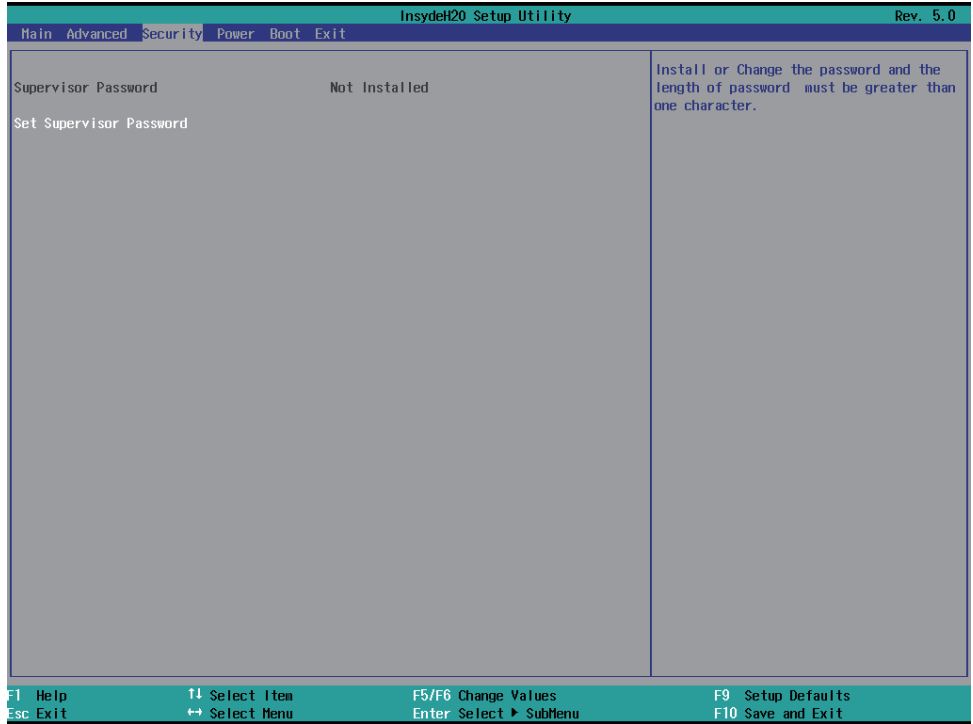 InsydeH20 Setup Utility Rev. 5.0
Main Advanced Security Power Boot Exit
Supervisor Password Not Installed
Set Supervisor Password
Install or Change the password and the
length of password must be greater than
one character.
F1 Help ↑↓ Select Item F5/F6 Change Values F9 Setup Defaults
Esc Exit ↔ Select Menu Enter Select ▶ SubMenu F10 Save and Exit